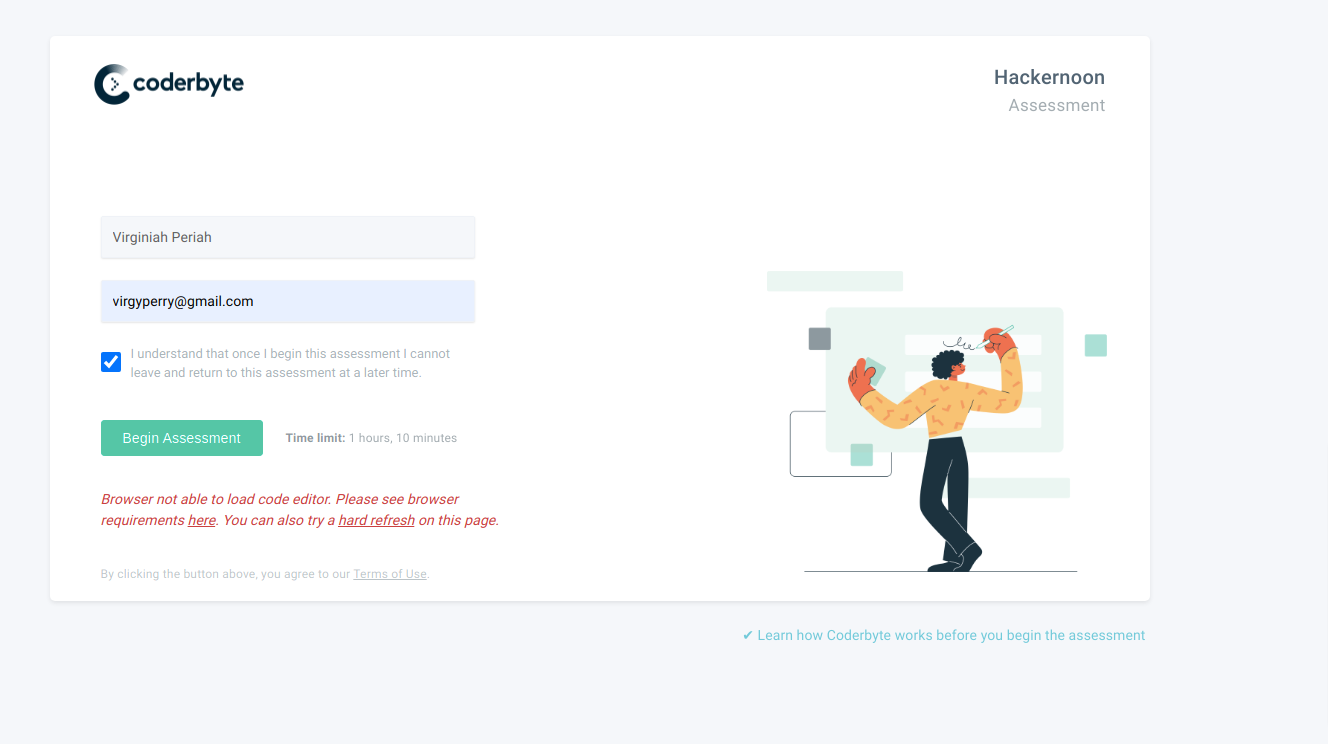 coderbyte
Hackernoon
Assessment
Virginiah Periah
virgyperry@gmail.com
I understand that once I begin this assessment I cannot
leave and return to this assessment at a later time.
Begin Assessment
Time limit: 1 hours, 10 minutes
Browser not able to load code editor. Please see browser
requirements here. You can also try a hard refresh on this page.
By clicking the button above, you agree to our Terms of Use.
✔ Learn how Coderbyte works before you begin the assessment